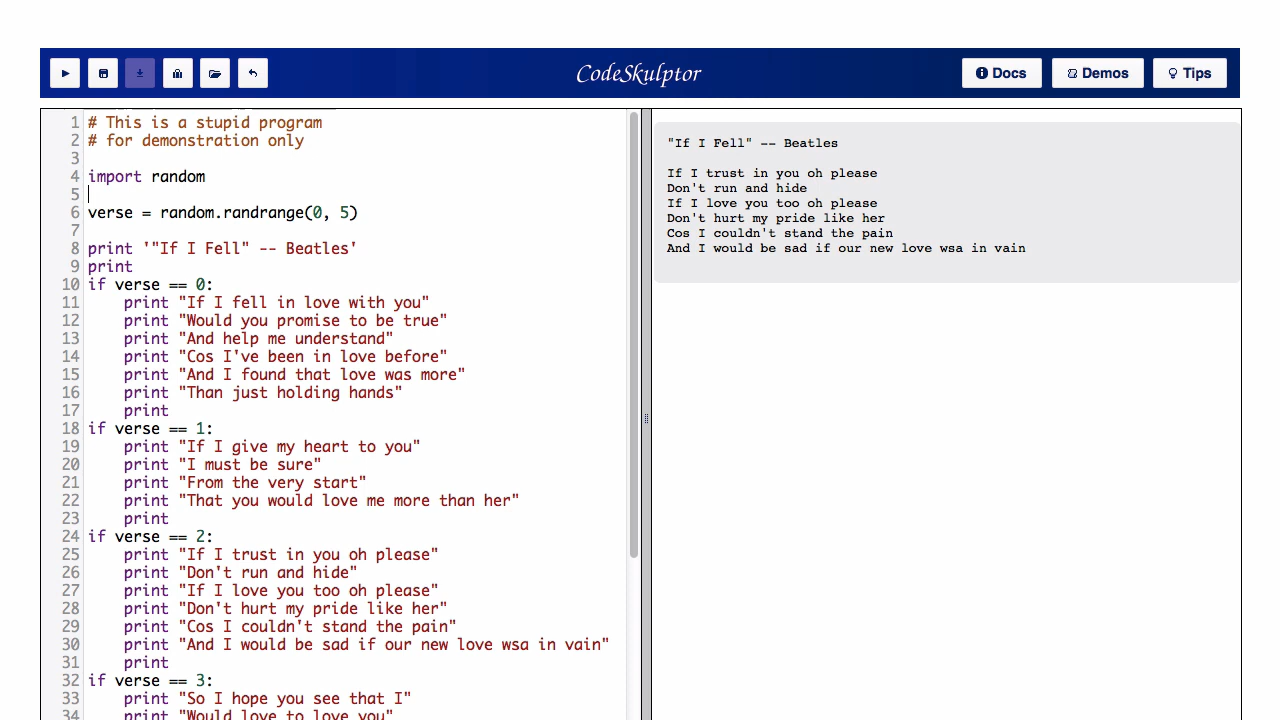 CodeSkulptor
Docs
Demos
Tips
1 # This is a stupid program
2 # for demonstration only
3
4 import random
5
6 verse = random.randrange(0, 5)
7
8 print '"If I Fell" -- Beatles'
9 print
10 if verse == 0:
11     print "If I fell in love with you"
12     print "Would you promise to be true"
13     print "And help me understand"
14     print "Cos I've been in love before"
15     print "And I found that love was more"
16     print "Than just holding hands"
17     print
18 if verse == 1:
19     print "If I give my heart to you"
20     print "I must be sure"
21     print "From the very start"
22     print "That you would love me more than her"
23     print
24 if verse == 2:
25     print "If I trust in you oh please"
26     print "Don't run and hide"
27     print "If I love you too oh please"
28     print "Don't hurt my pride like her"
29     print "Cos I couldn't stand the pain"
30     print "And I would be sad if our new love wsa in vain"
31     print
32 if verse == 3:
33     print "So I hope you see that I"
34     print "Would love to love you"
"If I Fell" -- Beatles
If I trust in you oh please
Don't run and hide
If I love you too oh please
Don't hurt my pride like her
Cos I couldn't stand the pain
And I would be sad if our new love wsa in vain